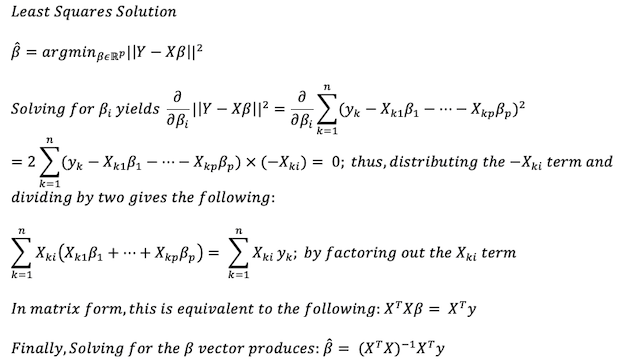 Least Squares Solution
β̂ = argmin_{βϵℝ^p}||Y − Xβ||²
Solving for β_i yields ∂/∂β_i ||Y − Xβ||² = ∂/∂β_i ∑_{k=1}^{n} (y_k − X_{k1}β_1 − ⋯ − X_{kp}β_p)²
= 2 ∑_{k=1}^{n} (y_k − X_{k1}β_1 − ⋯ − X_{kp}β_p) × (−X_{ki}) = 0; thus, distributing the −X_{ki} term and
dividing by two gives the following:
∑_{k=1}^{n} X_{ki}(X_{k1}β_1 + ⋯ + X_{kp}β_p) = ∑_{k=1}^{n} X_{ki} y_k; by factoring out the X_{ki} term
In matrix form, this is equivalent to the following: X^T Xβ = X^T y
Finally, Solving for the β vector produces: β̂ = (X^T X)^{−1} X^T y